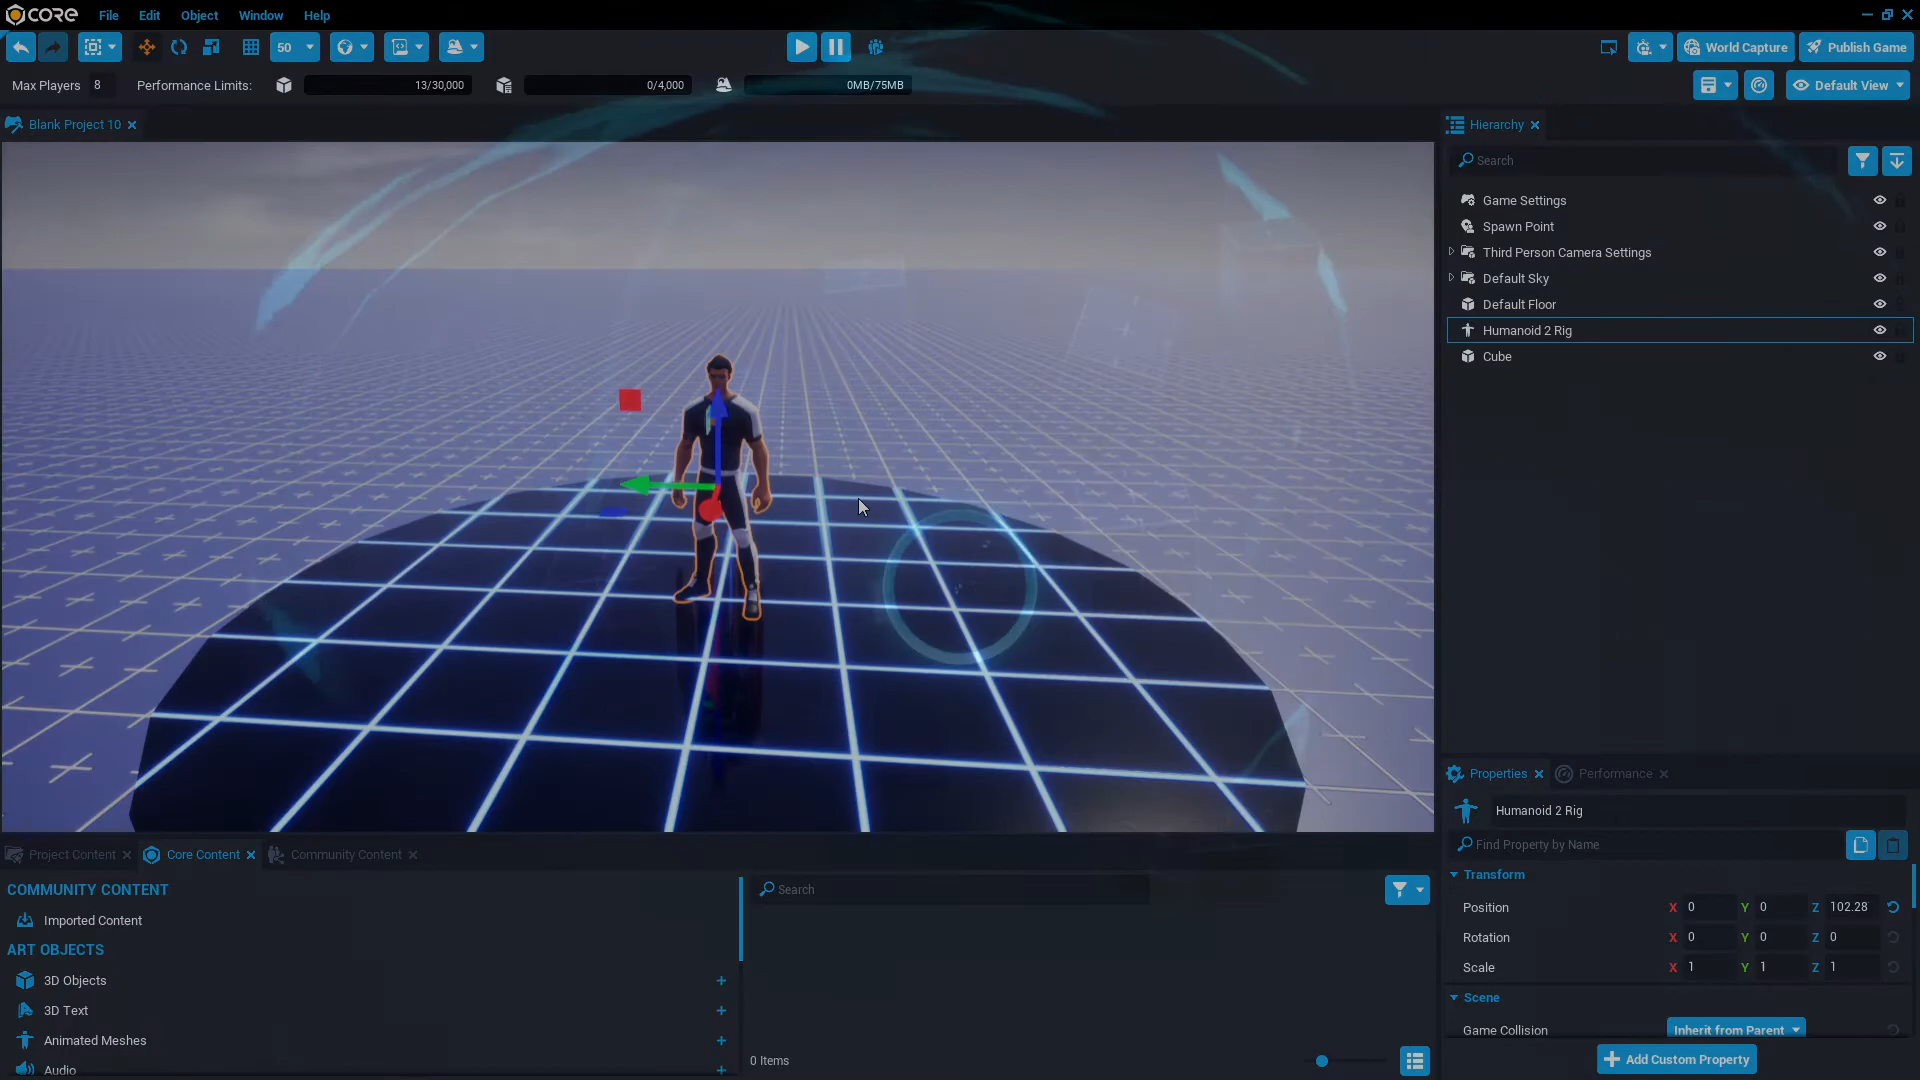 CORE File Edit Object Window Help
50 World Capture Publish Game
Max Players 8 Performance Limits: 13/30,000 0/4,000 0MB/75MB Default View
Blank Project 10
Hierarchy
Search
Game Settings
Spawn Point
Third Person Camera Settings
Default Sky
Default Floor
Humanoid 2 Rig
Cube
Properties Performance
Humanoid 2 Rig
Find Property by Name
Transform
Position X 0 Y 0 Z 102.28
Rotation X 0 Y 0 Z 0
Scale X 1 Y 1 Z 1
Scene
Game Collision Inherit from Parent
Add Custom Property
Project Content Core Content Community Content
COMMUNITY CONTENT
Imported Content
ART OBJECTS
3D Objects
3D Text
Animated Meshes
Audio
Search
0 Items